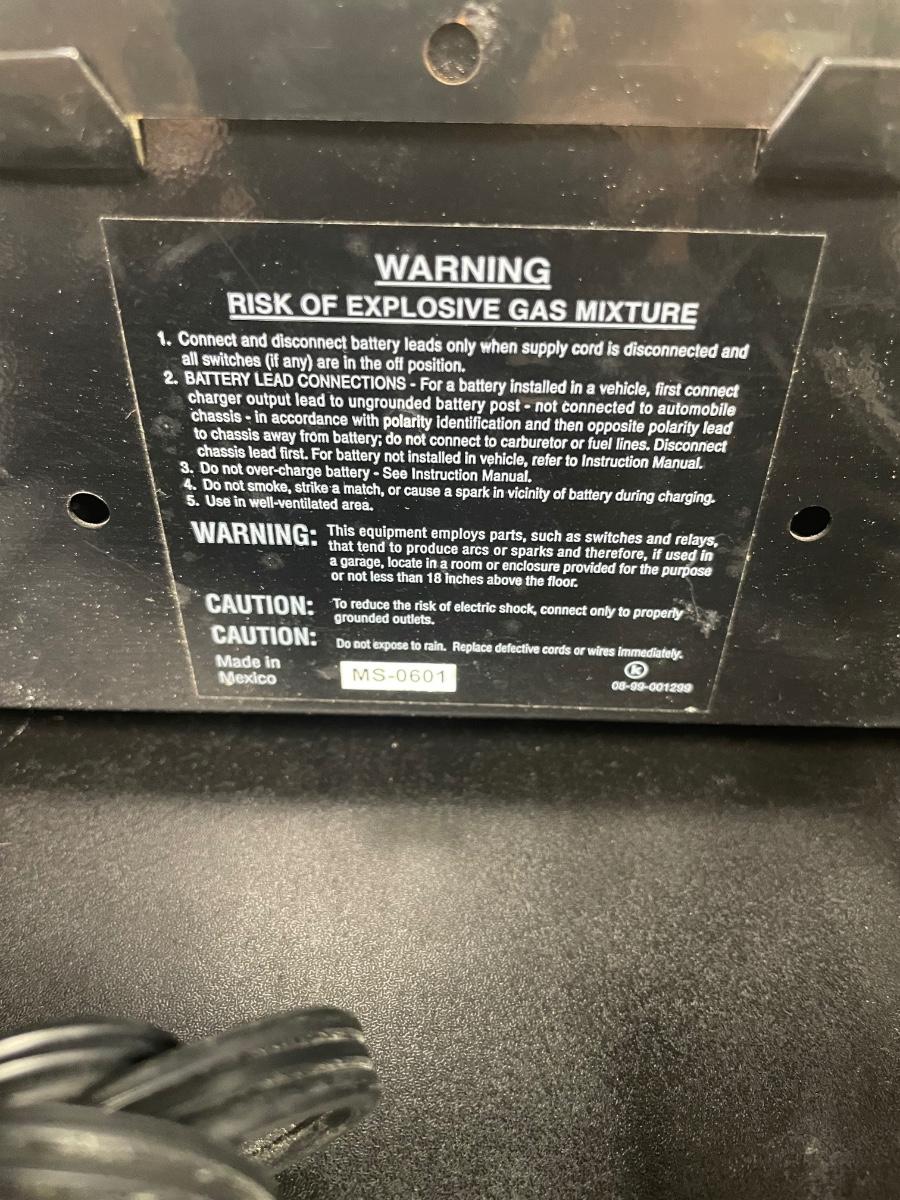 WARNING
RISK OF EXPLOSIVE GAS MIXTURE
1. Connect and disconnect battery leads only when supply cord is disconnected and
all switches (if any) are in the off position.
2. BATTERY LEAD CONNECTIONS - For a battery installed in a vehicle, first connect
charger output lead to ungrounded battery post - not connected to automobile
chassis - in accordance with polarity identification and then opposite polarity lead
to chassis away from battery; do not connect to carburetor or fuel lines. Disconnect
chassis lead first. For battery not installed in vehicle, refer to Instruction Manual.
3. Do not over-charge battery - See Instruction Manual.
4. Do not smoke, strike a match, or cause a spark in vicinity of battery during charging.
5. Use in well-ventilated area.
WARNING: This equipment employs parts, such as switches and relays,
that tend to produce arcs or sparks and therefore, if used in
a garage, locate in a room or enclosure provided for the purpose
or not less than 18 inches above the floor.
CAUTION: To reduce the risk of electric shock, connect only to properly
grounded outlets.
CAUTION: Do not expose to rain. Replace defective cords or wires immediately.
Made in
Mexico
MS-0601
k
08-99-001299